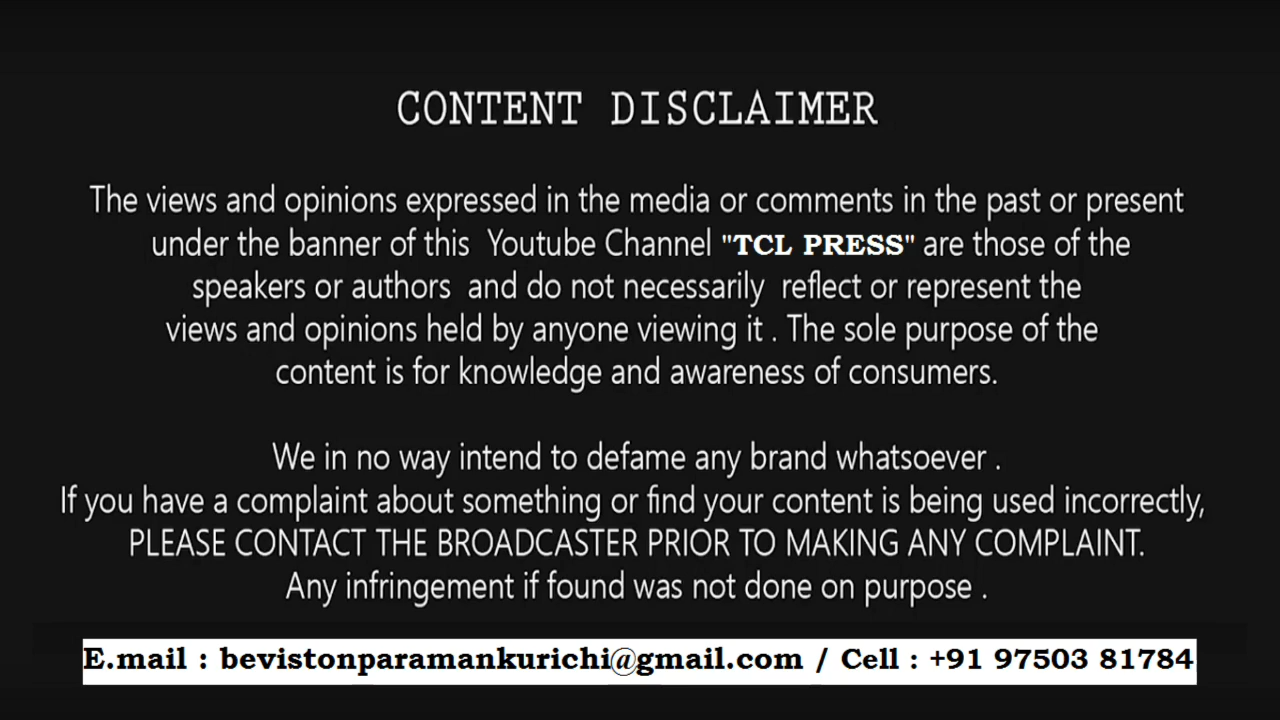 CONTENT DISCLAIMER
The views and opinions expressed in the media or comments in the past or present
under the banner of this Youtube Channel "TCL PRESS" are those of the
speakers or authors and do not necessarily reflect or represent the
views and opinions held by anyone viewing it . The sole purpose of the
content is for knowledge and awareness of consumers.
We in no way intend to defame any brand whatsoever .
If you have a complaint about something or find your content is being used incorrectly,
PLEASE CONTACT THE BROADCASTER PRIOR TO MAKING ANY COMPLAINT.
Any infringement if found was not done on purpose .
E.mail : bevistonparamankurichi@gmail.com / Cell : +91 97503 81784